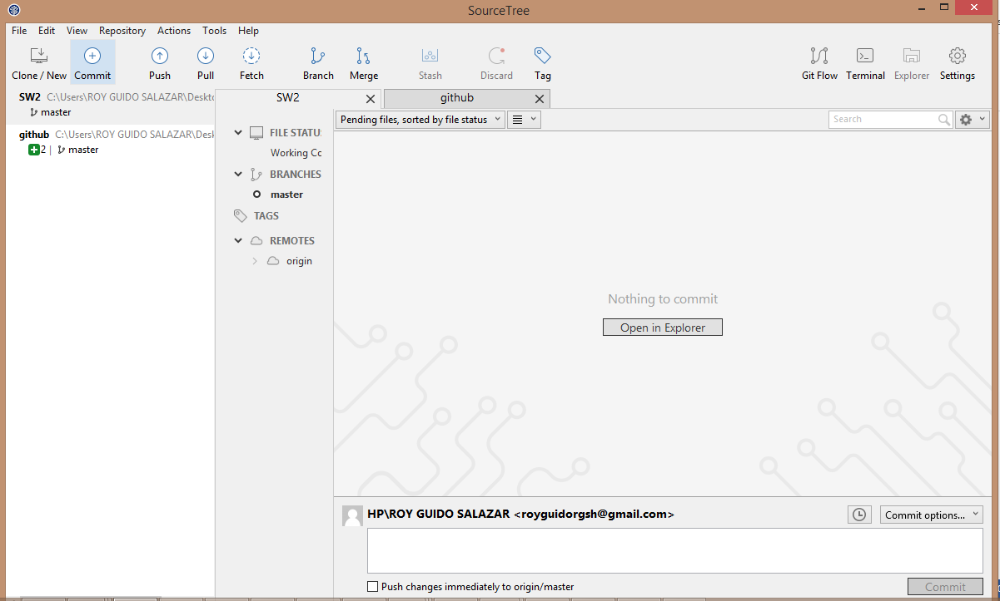 SourceTree
File Edit View Repository Actions Tools Help
Clone / New Commit Push Pull Fetch Branch Merge Stash Discard Tag Git Flow Terminal Explorer Settings
SW2 C:\Users\ROY GUIDO SALAZAR\Deskto
master
github C:\Users\ROY GUIDO SALAZAR\Desk
2 | master
SW2 github
FILE STATU
Working Co
BRANCHES
master
TAGS
REMOTES
origin
Pending files, sorted by file status
Search
Nothing to commit
Open in Explorer
HP\ROY GUIDO SALAZAR <royguidorgsh@gmail.com>
Commit options...
Push changes immediately to origin/master
Commit